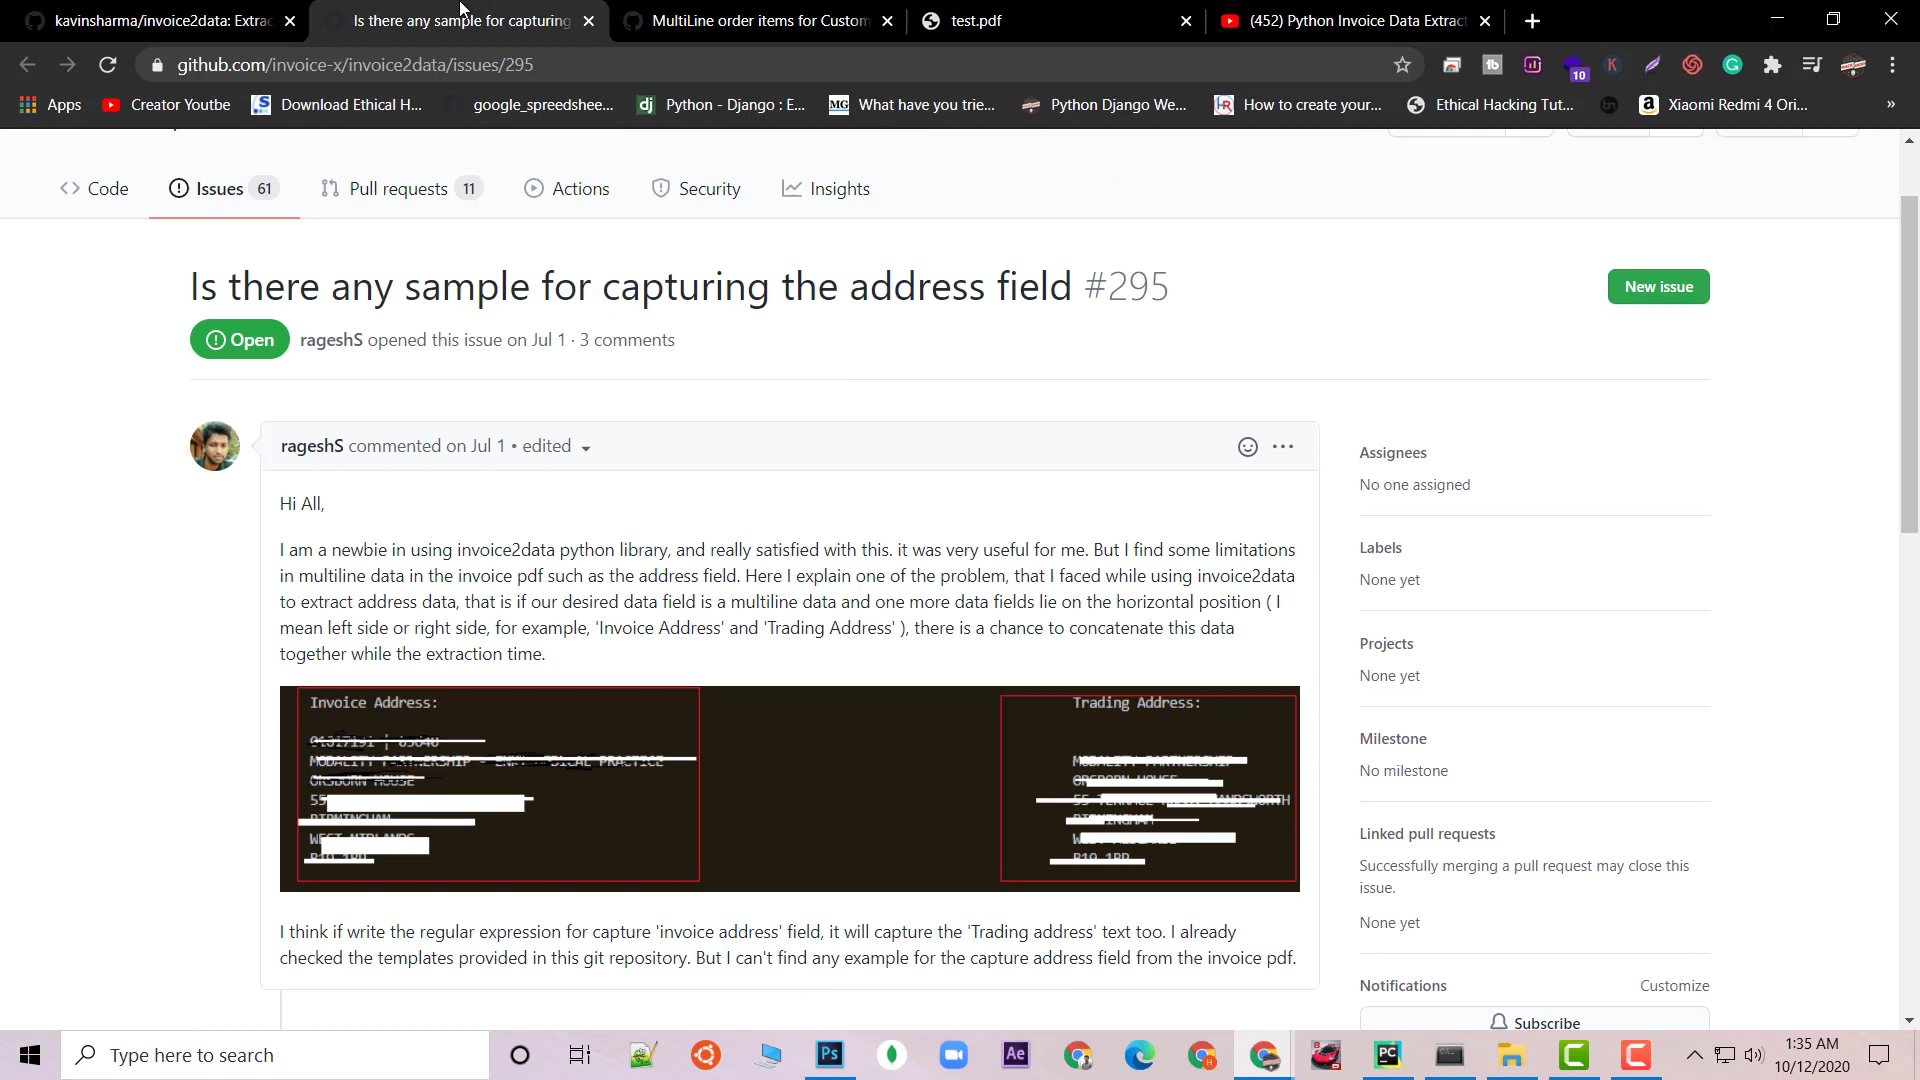 kavinsharma/invoice2data: Extrac
Is there any sample for capturing
MultiLine order items for Custom
test.pdf
(452) Python Invoice Data Extract
github.com/invoice-x/invoice2data/issues/295
10
Apps
Creator Youtbe
Download Ethical H...
google_spreedshee...
Python - Django : E...
What have you trie...
Python Django We...
How to create your...
Ethical Hacking Tut...
Xiaomi Redmi 4 Ori...
»
Code
Issues 61
Pull requests 11
Actions
Security
Insights
Is there any sample for capturing the address field #295
New issue
Open
rageshS opened this issue on Jul 1 · 3 comments
rageshS commented on Jul 1 • edited
Hi All,
I am a newbie in using invoice2data python library, and really satisfied with this. it was very useful for me. But I find some limitations
in multiline data in the invoice pdf such as the address field. Here I explain one of the problem, that I faced while using invoice2data
to extract address data, that is if our desired data field is a multiline data and one more data fields lie on the horizontal position ( I
mean left side or right side, for example, 'Invoice Address' and 'Trading Address' ), there is a chance to concatenate this data
together while the extraction time.
Invoice Address:
Trading Address:
I think if write the regular expression for capture 'invoice address' field, it will capture the 'Trading address' text too. I already
checked the templates provided in this git repository. But I can't find any example for the capture address field from the invoice pdf.
Assignees
No one assigned
Labels
None yet
Projects
None yet
Milestone
No milestone
Linked pull requests
Successfully merging a pull request may close this
issue.
None yet
Notifications
Customize
Subscribe
Type here to search
1:35 AM
10/12/2020